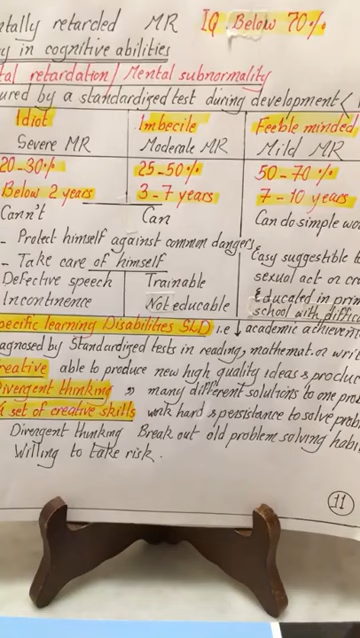 ntally retarded MR IQ Below 70%
y in cognitive abilities
tal retardation / Mental subnormality
ured by a standardized test during development <
Idiot Imbecile Feeble minded
Severe MR Moderate MR Mild MR
20-30% 25-50% 50-70%
Below 2 years 3-7 years 7-10 years
Cann't Can Can do simple wo
- Protect himself against common dangers Easy suggestible t
- Take care of himself sexual act or cr
Defective speech Trainable Educated in prim
Incontinence Not educable school with diffic
pecific learning Disabilities SLD i.e ↓ academic achievem
agnosed by Standardized tests in reading, mathemat. or writ
reative able to produce new high quality ideas & produc
Divergent thinking " many different solutions to one prob
A set of creative skills work hard & persistance to solve prob
Divergent thinking Break out old problem solving habi
Willing to take risk.
11